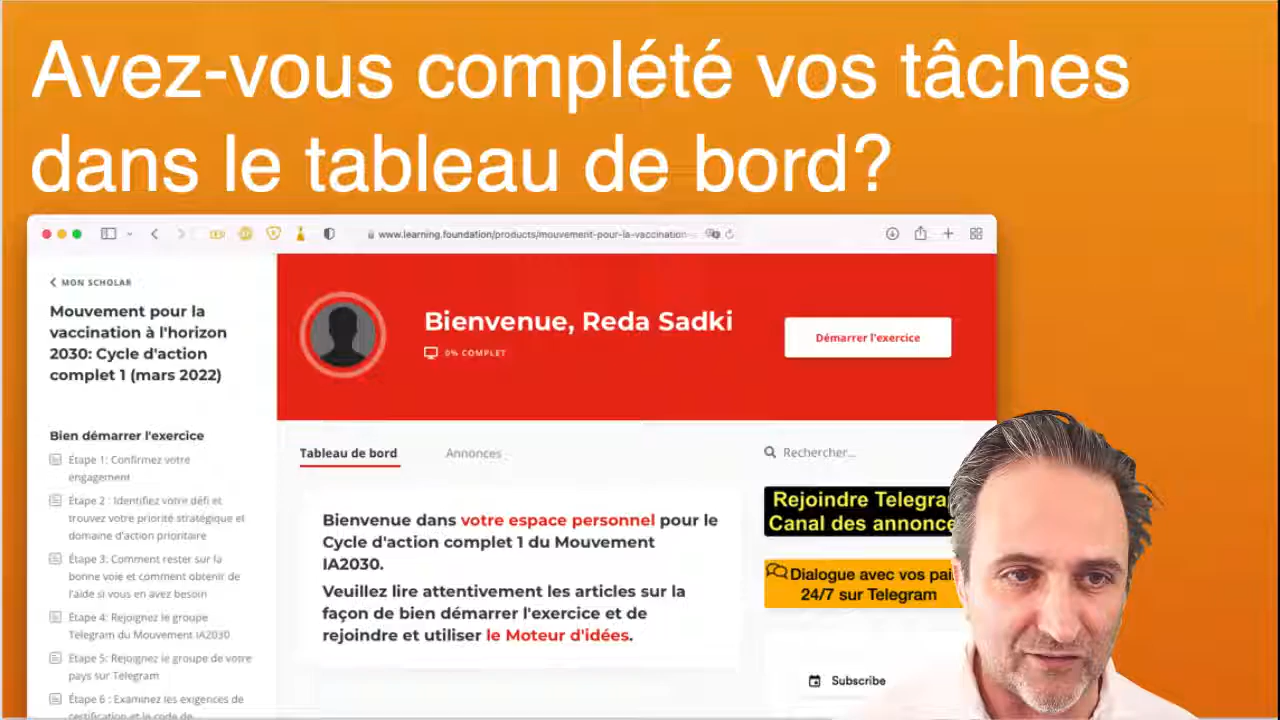 Avez-vous complété vos tâches
dans le tableau de bord?
www.learning.foundation/products/mouvement-pour-la-vaccination-
MON SCHOLAR
Mouvement pour la
vaccination à l'horizon
2030: Cycle d'action
complet 1 (mars 2022)
Bien démarrer l'exercice
Étape 1: Confirmez votre
engagement
Étape 2 : Identifiez votre défi et
trouvez votre priorité stratégique et
domaine d'action prioritaire
Étape 3: Comment rester sur la
bonne voie et comment obtenir de
l'aide si vous en avez besoin
Étape 4: Rejoignez le groupe
Telegram du Mouvement IA2030
Étape 5: Rejoignez le groupe de votre
pays sur Telegram
Étape 6 : Examinez les exigences de
certification et le code de
Bienvenue, Reda Sadki
0% COMPLET
Démarrer l'exercice
Tableau de bord
Annonces
Rechercher...
Bienvenue dans votre espace personnel pour le
Cycle d'action complet 1 du Mouvement
IA2030.
Veuillez lire attentivement les articles sur la
façon de bien démarrer l'exercice et de
rejoindre et utiliser le Moteur d'idées.
Rejoindre Telegra
Canal des annonce
Dialogue avec vos pai
24/7 sur Telegram
Subscribe